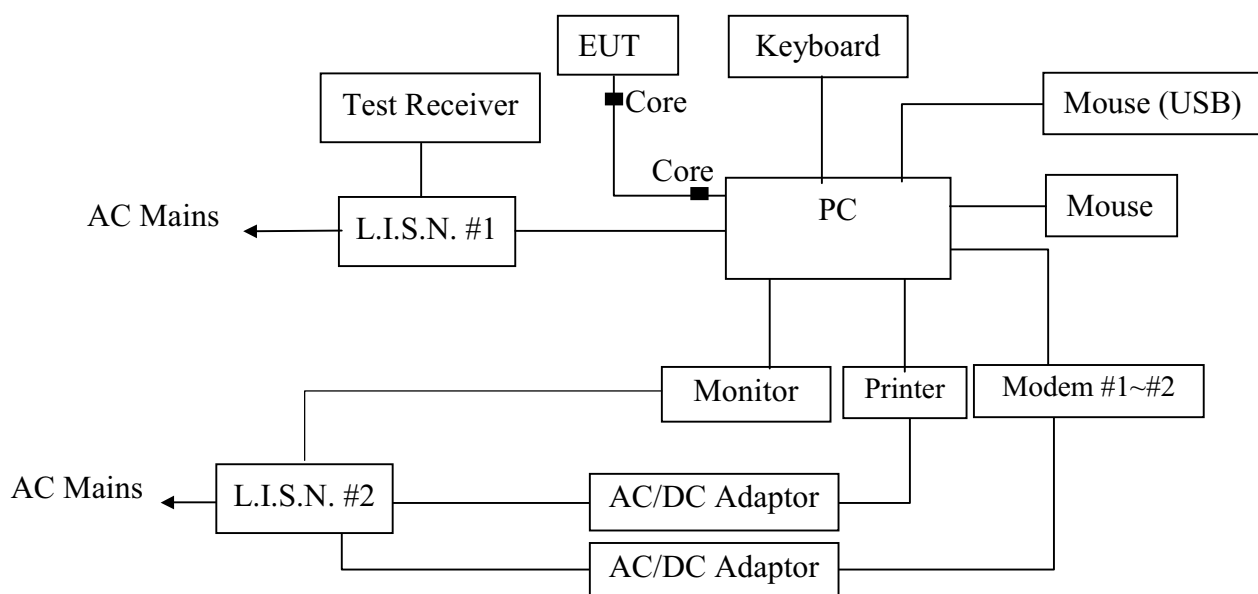 EUT
Keyboard
Test Receiver
Core
Mouse (USB)
Core
PC
Mouse
AC Mains
L.I.S.N. #1
Monitor
Printer
Modem #1~#2
AC Mains
L.I.S.N. #2
AC/DC Adaptor
AC/DC Adaptor